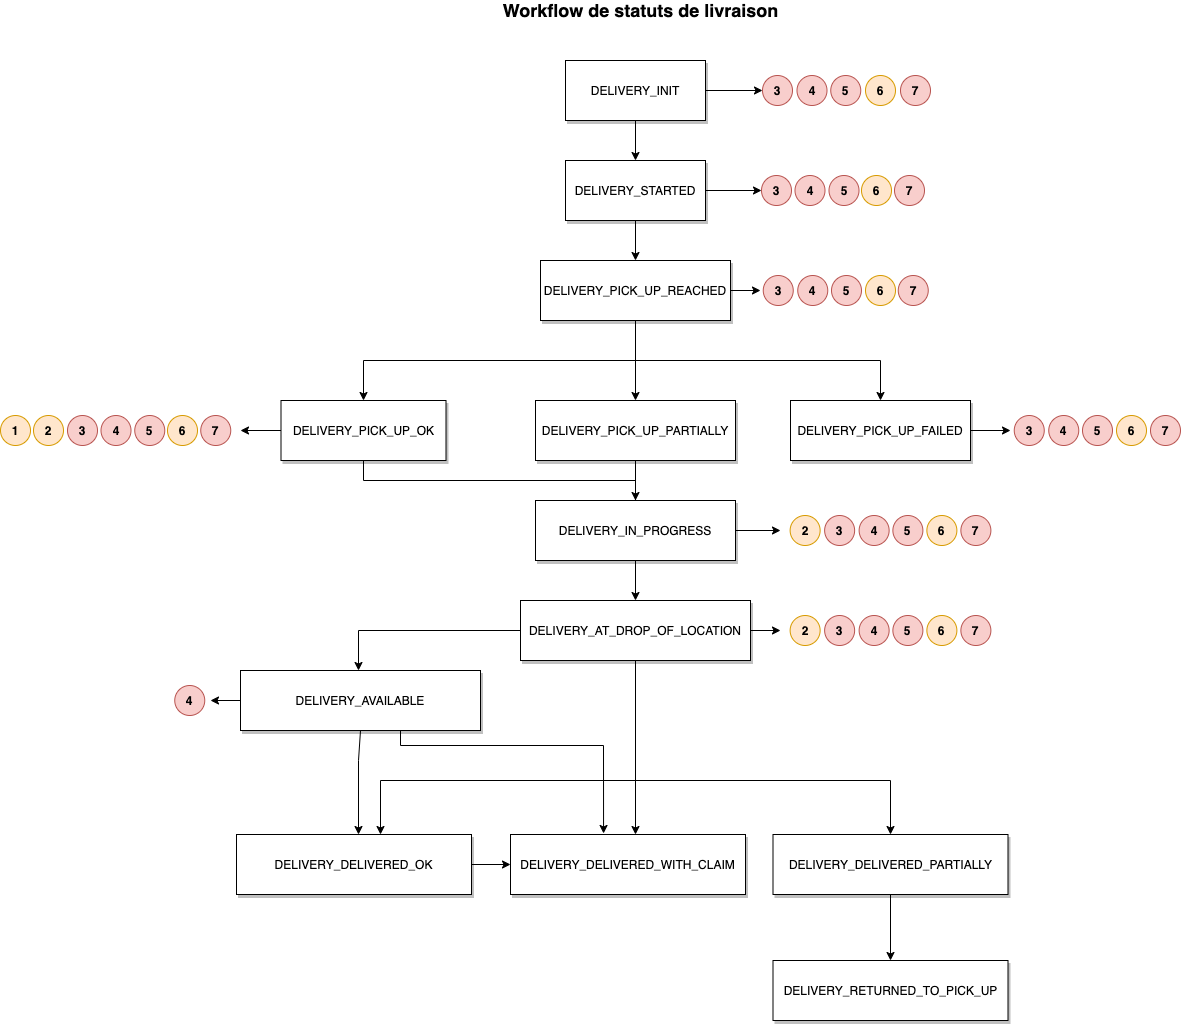 Workflow de statuts de livraison
DELIVERY_INIT
3 4 5 6 7
DELIVERY_STARTED
3 4 5 6 7
DELIVERY_PICK_UP_REACHED
3 4 5 6 7
1 2 3 4 5 6 7
DELIVERY_PICK_UP_OK
DELIVERY_PICK_UP_PARTIALLY
DELIVERY_PICK_UP_FAILED
3 4 5 6 7
DELIVERY_IN_PROGRESS
2 3 4 5 6 7
DELIVERY_AT_DROP_OF_LOCATION
2 3 4 5 6 7
4
DELIVERY_AVAILABLE
DELIVERY_DELIVERED_OK
DELIVERY_DELIVERED_WITH_CLAIM
DELIVERY_DELIVERED_PARTIALLY
DELIVERY_RETURNED_TO_PICK_UP